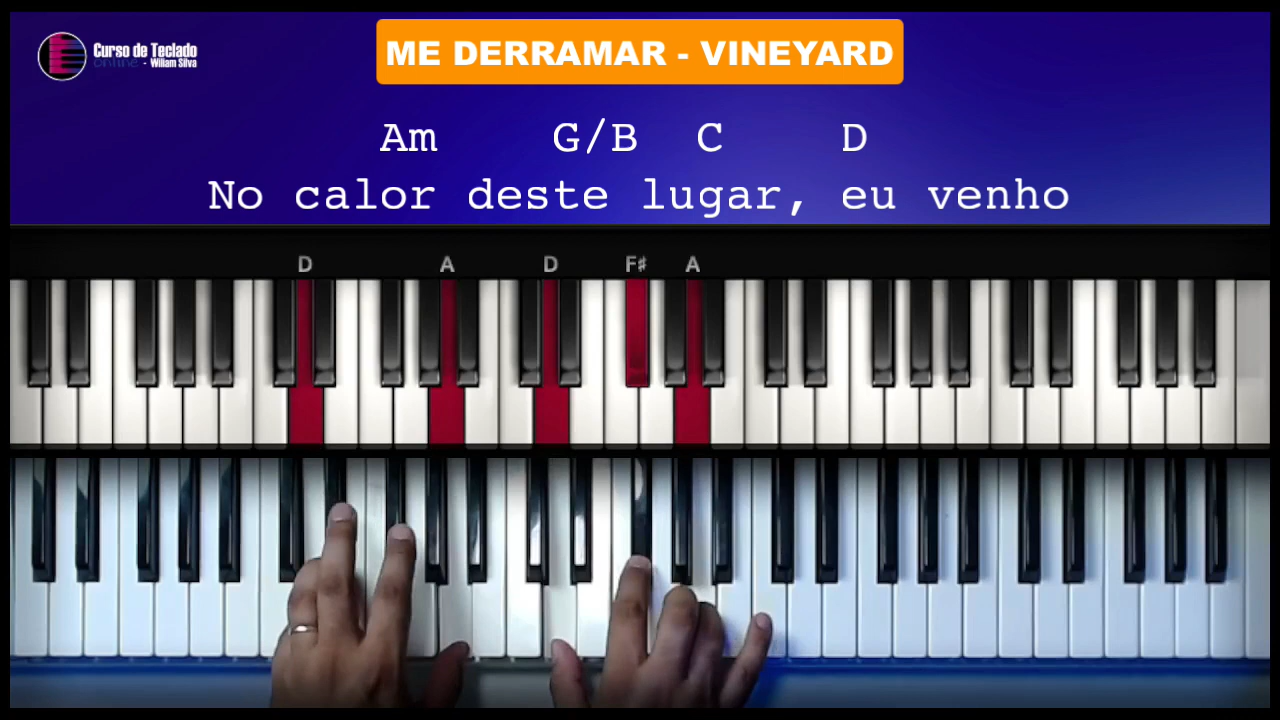 Curso de Teclado
online - Wiliam Silva
ME DERRAMAR - VINEYARD
Am G/B C D
No calor deste lugar, eu venho
D A D F♯ A